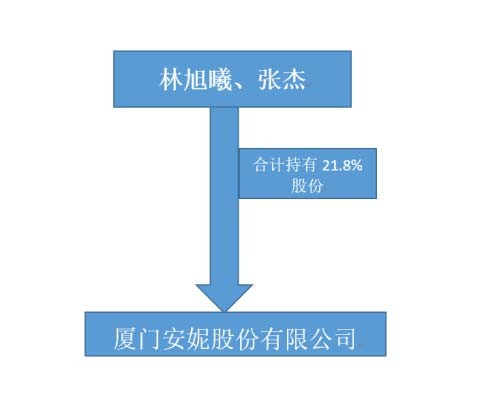 林旭曦、张杰
合计持有 21.8%
股份
厦门安妮股份有限公司